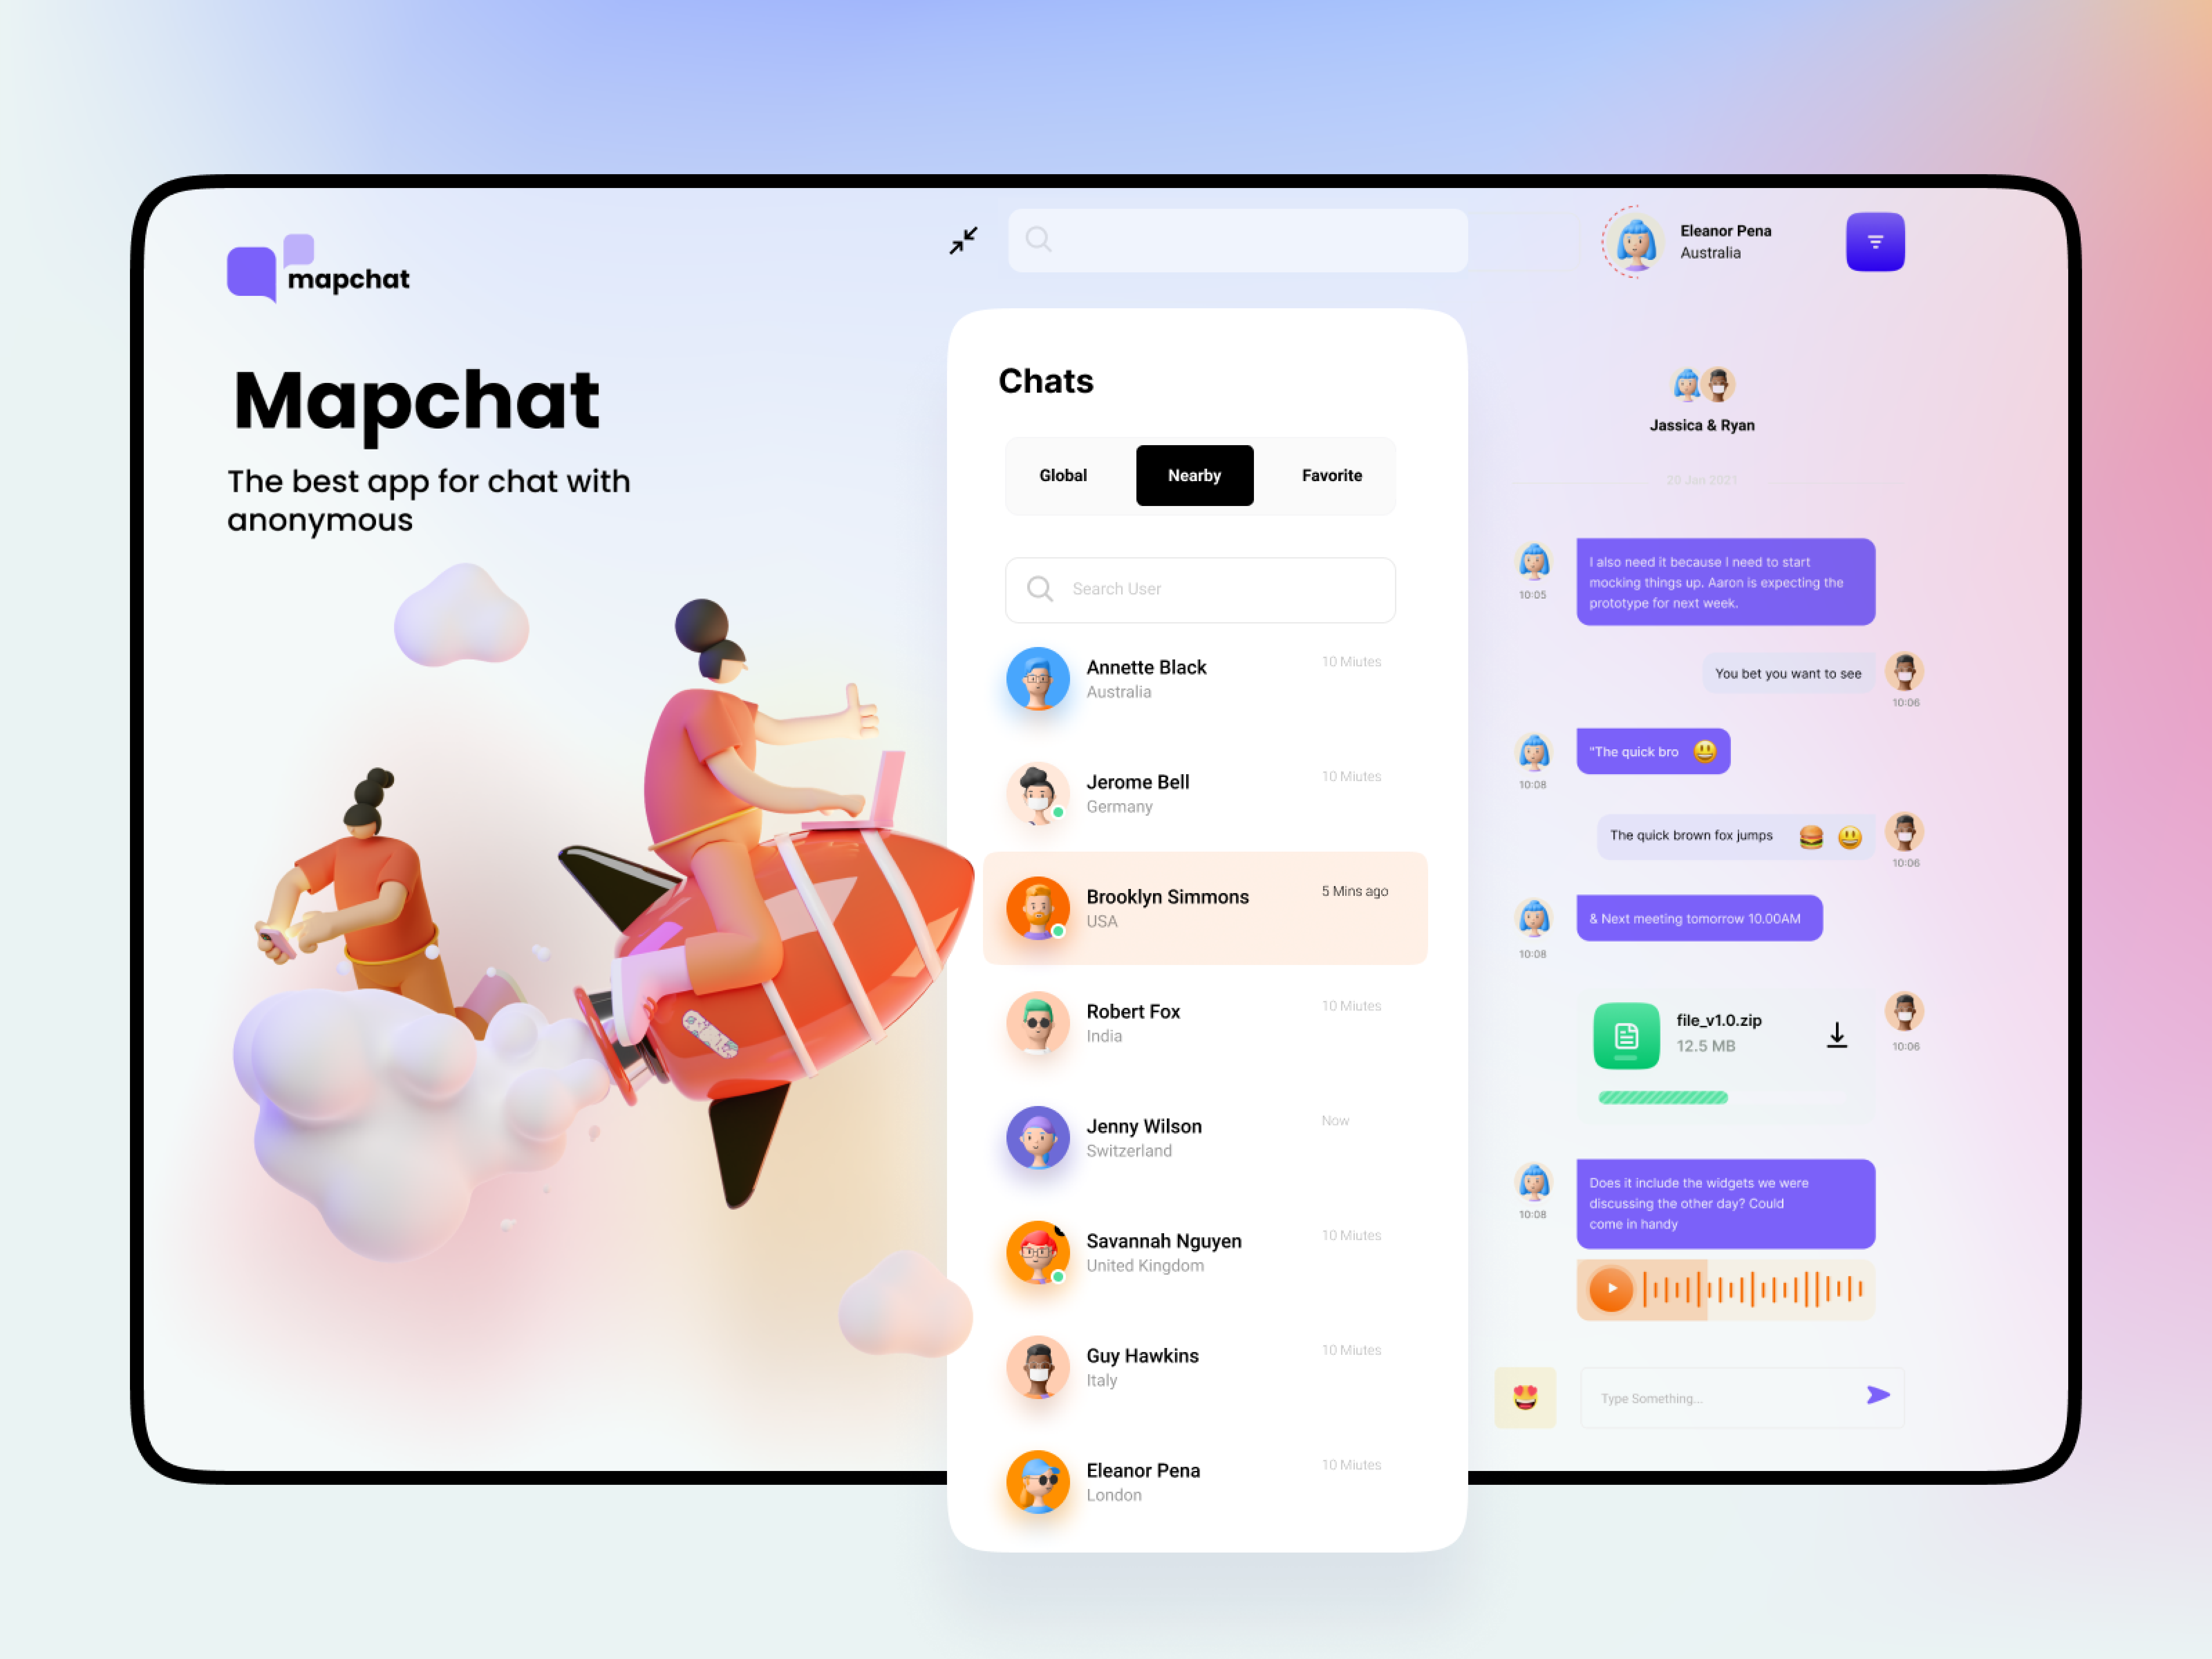 mapchat
Mapchat
The best app for chat with
anonymous
Chats
Global
Nearby
Favorite
Search User
Annette Black
10 Miutes
Australia
Jerome Bell
10 Miutes
Germany
Brooklyn Simmons
5 Mins ago
USA
Robert Fox
10 Miutes
India
Jenny Wilson
Now
Switzerland
Savannah Nguyen
10 Miutes
United Kingdom
Guy Hawkins
10 Miutes
Italy
Eleanor Pena
10 Miutes
London
Eleanor Pena
Australia
Jassica & Ryan
20 Jan 2021
I also need it because I need to start
mocking things up. Aaron is expecting the
prototype for next week.
10:05
You bet you want to see
10:06
"The quick bro 😃
10:08
The quick brown fox jumps 🍔 😃
10:06
& Next meeting tomorrow 10.00AM
10:08
file_v1.0.zip
12.5 MB
10:06
Does it include the widgets we were
discussing the other day? Could
come in handy
10:08
Type Something...